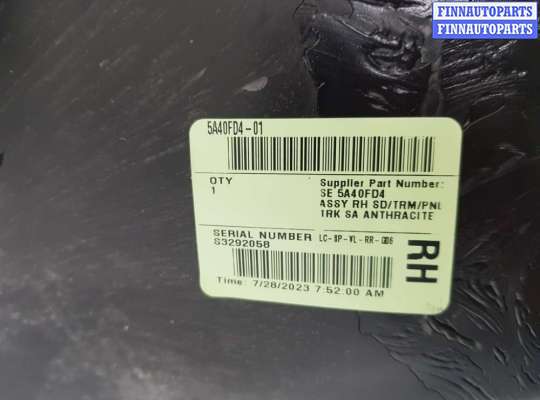 FINNAUTOPARTS
FINNAUTOPARTS
5A40FD4-01
QTY
1
Supplier Part Number:
SE 5A40FD4
ASSY RH SD/TRM/PNL
TRK SA ANTHRACITE
SERIAL NUMBER
S3292058
LC-8P-VL-RR-006
RH
Time: 7/28/2023 7:52:00 AM